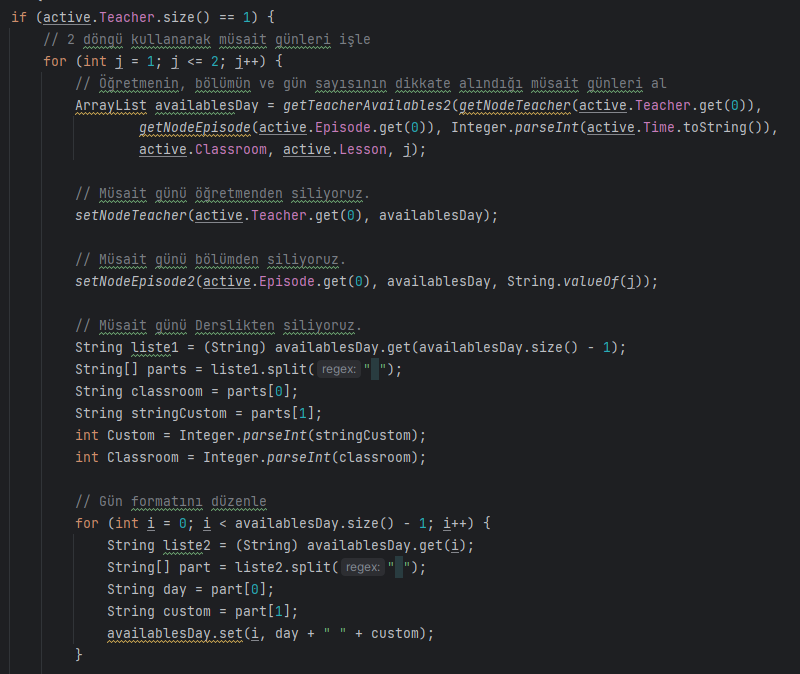 if (active.Teacher.size() == 1) {
    // 2 döngü kullanarak müsait günleri işle
    for (int j = 1; j <= 2; j++) {
        // Öğretmenin, bölümün ve gün sayısının dikkate alındığı müsait günleri al
        ArrayList availablesDay = getTeacherAvailables2(getNodeTeacher(active.Teacher.get(0)),
                getNodeEpisode(active.Episode.get(0)), Integer.parseInt(active.Time.toString()),
                active.Classroom, active.Lesson, j);

        // Müsait günü öğretmenden siliyoruz.
        setNodeTeacher(active.Teacher.get(0), availablesDay);

        // Müsait günü bölümden siliyoruz.
        setNodeEpisode2(active.Episode.get(0), availablesDay, String.valueOf(j));

        // Müsait günü Derslikten siliyoruz.
        String liste1 = (String) availablesDay.get(availablesDay.size() - 1);
        String[] parts = liste1.split( regex: " ");
        String classroom = parts[0];
        String stringCustom = parts[1];
        int Custom = Integer.parseInt(stringCustom);
        int Classroom = Integer.parseInt(classroom);

        // Gün formatını düzenle
        for (int i = 0; i < availablesDay.size() - 1; i++) {
            String liste2 = (String) availablesDay.get(i);
            String[] part = liste2.split( regex: " ");
            String day = part[0];
            String custom = part[1];
            availablesDay.set(i, day + " " + custom);
        }